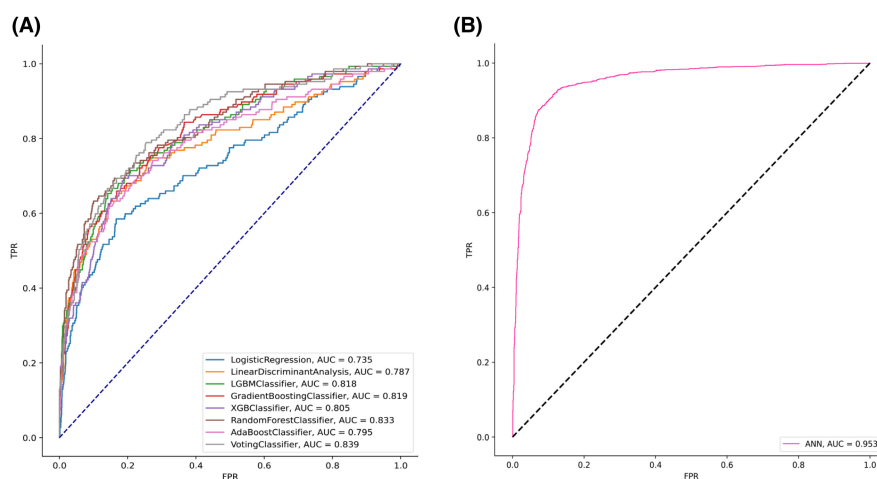 (A)
(B)
1.0
0.8
0.6
0.4
0.2
0.0
TPR
0.0
0.2
0.4
0.6
0.8
1.0
FPR
LogisticRegression, AUC = 0.735
LinearDiscriminantAnalysis, AUC = 0.787
LGBMClassifier, AUC = 0.818
GradientBoostingClassifier, AUC = 0.819
XGBClassifier, AUC = 0.805
RandomForestClassifier, AUC = 0.833
AdaBoostClassifier, AUC = 0.795
VotingClassifier, AUC = 0.839
1.0
0.8
0.6
0.4
0.2
0.0
TPR
0.0
0.2
0.4
0.6
0.8
1.0
FPR
ANN, AUC = 0.953